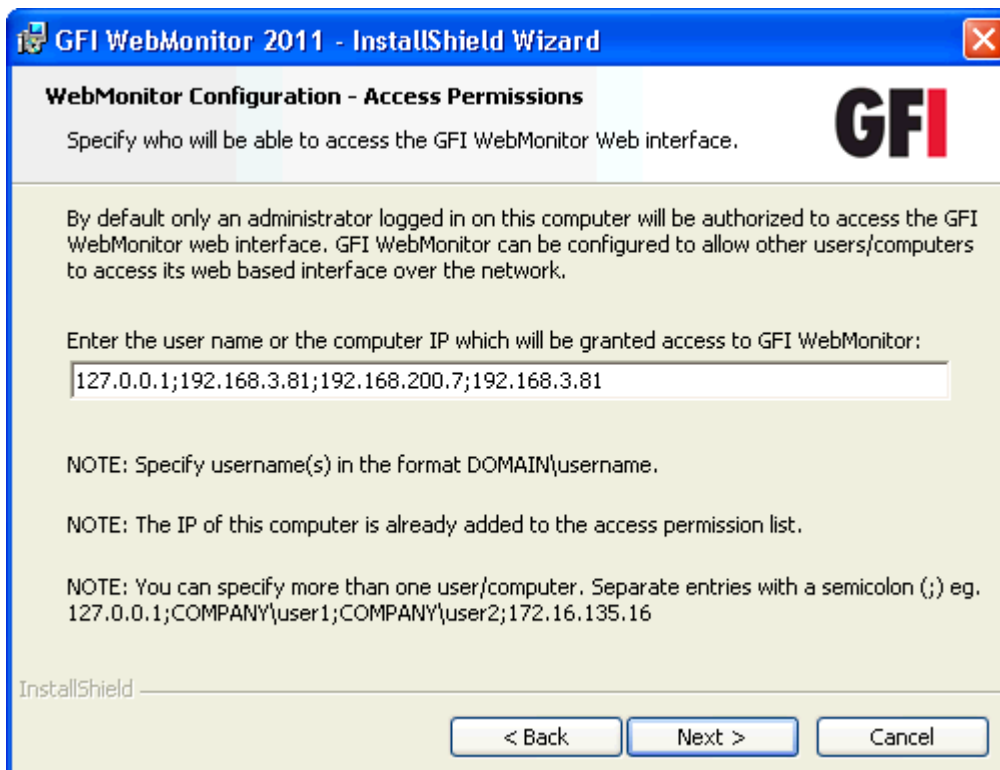 GFI WebMonitor 2011 - InstallShield Wizard
WebMonitor Configuration - Access Permissions
Specify who will be able to access the GFI WebMonitor Web interface.
GFI
By default only an administrator logged in on this computer will be authorized to access the GFI
WebMonitor web interface. GFI WebMonitor can be configured to allow other users/computers
to access its web based interface over the network.
Enter the user name or the computer IP which will be granted access to GFI WebMonitor:
127.0.0.1;192.168.3.81;192.168.200.7;192.168.3.81
NOTE: Specify username(s) in the format DOMAIN\username.
NOTE: The IP of this computer is already added to the access permission list.
NOTE: You can specify more than one user/computer. Separate entries with a semicolon (;) eg.
127.0.0.1;COMPANY\user1;COMPANY\user2;172.16.135.16
InstallShield
< Back Next > Cancel